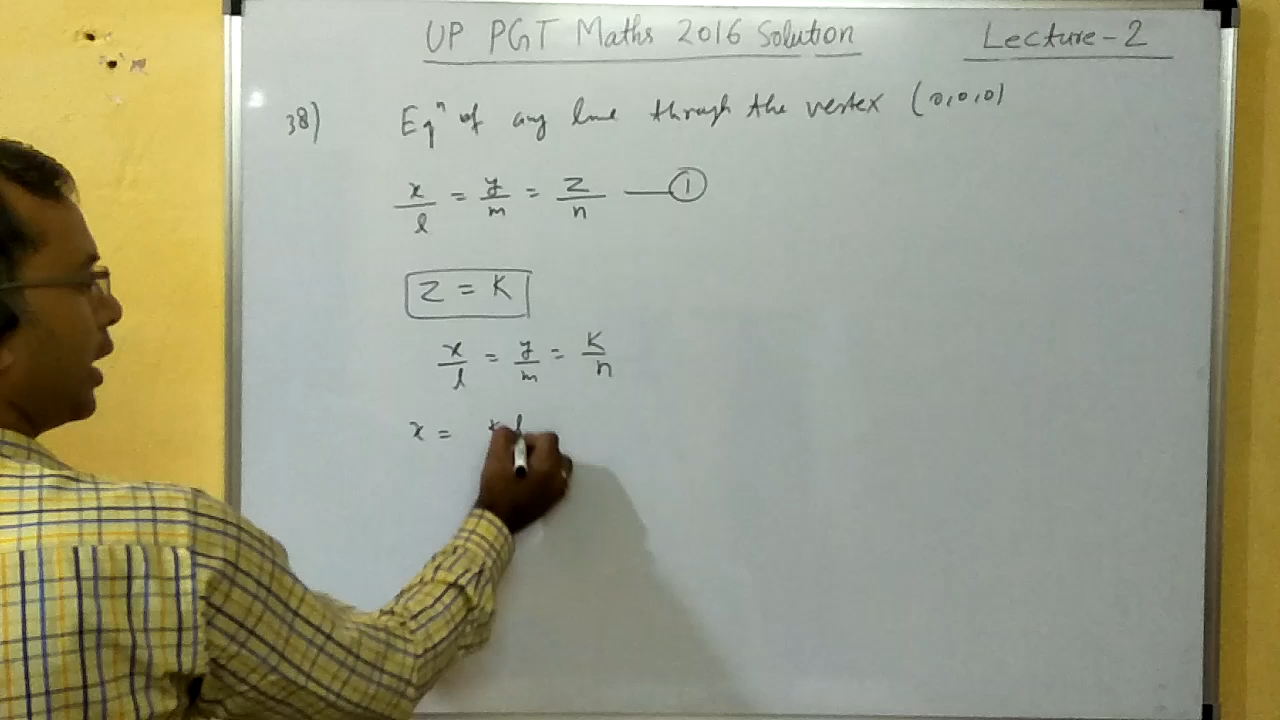 UP PGT Maths 2016 Solution
Lecture-2
38) Eqⁿ of any line through the vertex (0,0,0)
x/l = y/m = z/n —①
z = K
x/l = y/m = K/n
x = K l